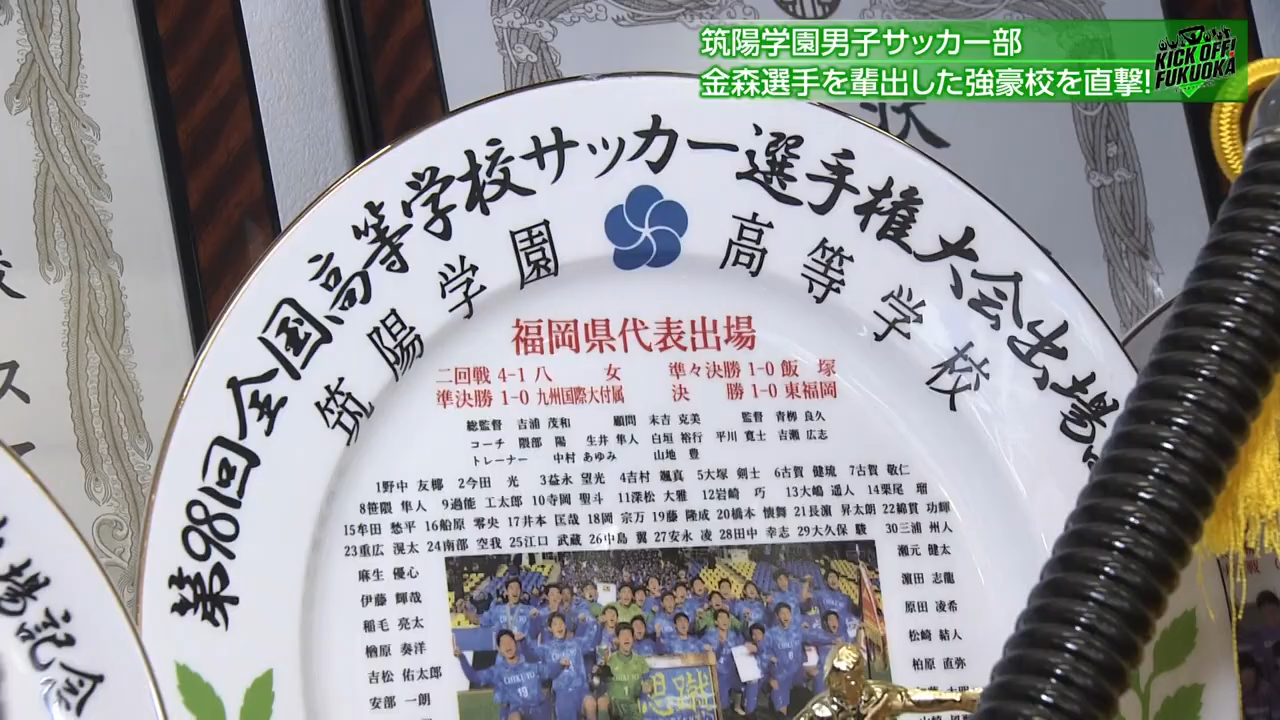 筑陽学園男子サッカー部
金森選手を輩出した強豪校を直撃!
KICK OFF! FUKUOKA
第98回全国高等学校サッカー選手権大会出場
筑陽学園 高等学校
福岡県代表出場
二回戦 4-1 八 女 準々決勝 1-0 飯 塚
準決勝 1-0 九州国際大付属 決 勝 1-0 東福岡
総監督 吉浦 茂和 顧問 末吉 克美 監督 青柳 良久
コーチ 隈部 陽 生井 隼人 白垣 裕行 平川 寛士 吉瀬 広志
トレーナー 中村 あゆみ 山地 豊
1野中 友椰 2今田 光 3益永 望光 4吉村 颯真 5大塚 剣士 6古賀 健琉 7古賀 敬仁
8笹隈 隼人 9過能 工太郎 10寺岡 聖斗 11深松 大雅 12岩崎 巧 13大嶋 遥人 14栗尾 瑠
15牟田 悠平 16船原 零央 17井本 匡哉 18岡 宗万 19藤 隆成 20橋本 懐舞 21長濵 昇太朗 22綿貫 功暉
23重広 滉太 24南部 空我 25江口 武蔵 26中島 翼 27安永 凌 28田中 幸志 29大久保 駿 30三浦 州人
麻生 優心
伊藤 輝哉
稲毛 亮太
楢原 奏洋
吉松 佑太郎
安部 一朗
瀬元 健太
濵田 志龍
原田 凌希
松崎 結人
柏原 直弥
場記念